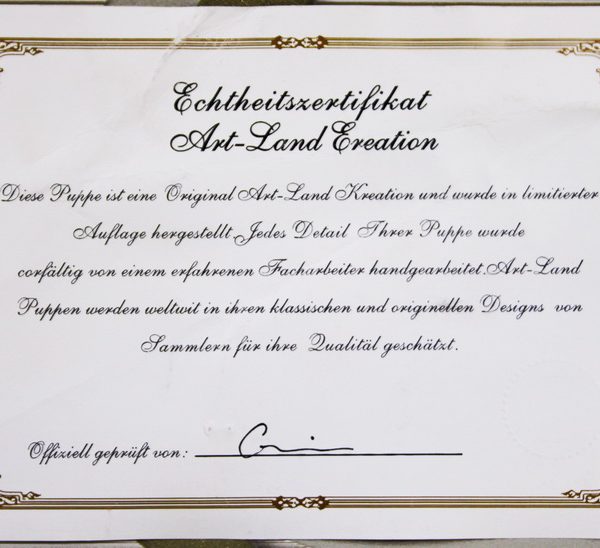 Echtheitszertifikat
Art-Land Ereation
Diese Puppe ist eine Original Art-Land Kreation und wurde in limitierter
Auflage hergestellt. Jedes Detail Ihrer Puppe wurde
corfältig von einem erfahrenen Facharbeiter handgearbeitet. Art-Land
Puppen werden weltwit in ihren klassischen und originellen Designs von
Sammlern für ihre Qualitäl geschätzt.
Offiziell geprüft von: